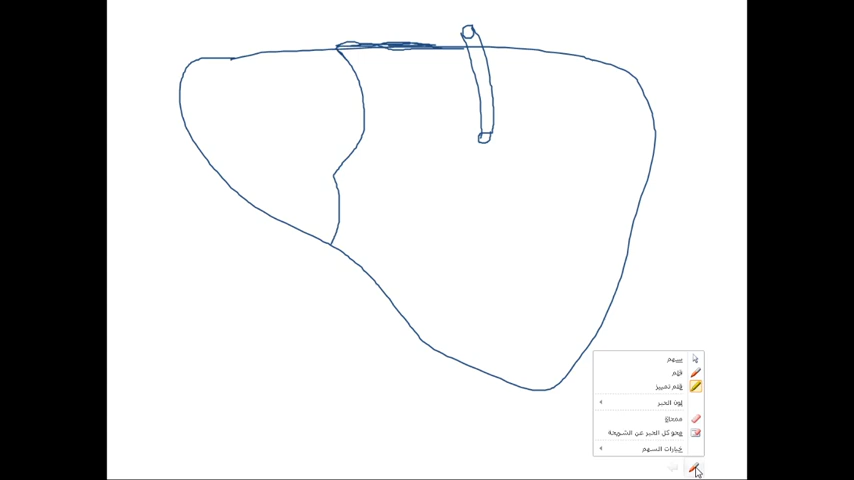 سهم
قلم
قلم تمييز
لون الحبر
ممحاة
محو كل الحبر عن الشريحة
خيارات السهم